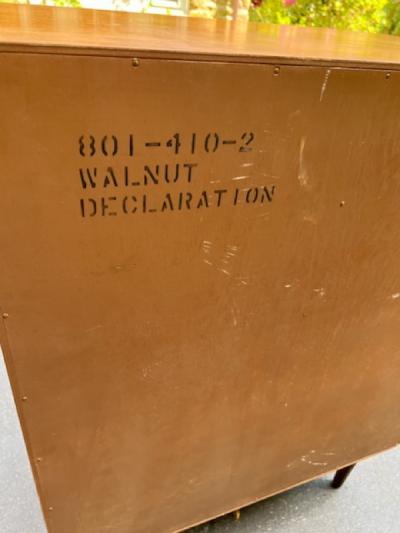 801-410-2
WALNUT
DECLARATION